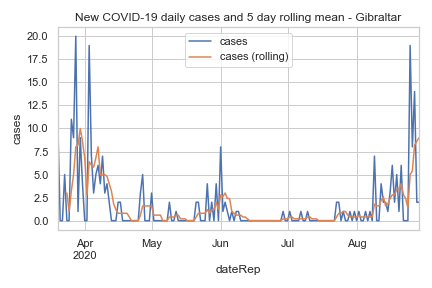 New COVID-19 daily cases and 5 day rolling mean - Gibraltar
cases
cases (rolling)
20.0
17.5
15.0
12.5
10.0
7.5
5.0
2.5
0.0
cases
Apr
2020
May
Jun
Jul
Aug
dateRep